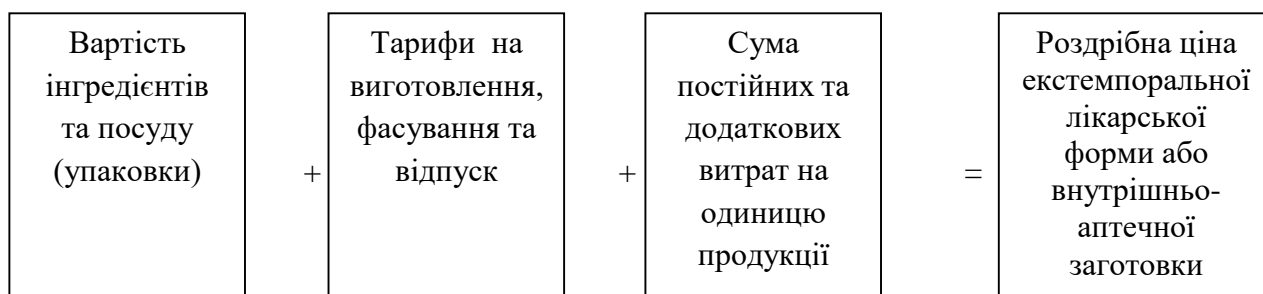 Вартість
інгредієнтів
та посуду
(упаковки)
+
Тарифи на
виготовлення,
фасування та
відпуск
+
Сума
постійних та
додаткових
витрат на
одиницю
продукції
=
Роздрібна ціна
екстемпоральної
лікарської
форми або
внутрішньо-
аптечної
заготовки